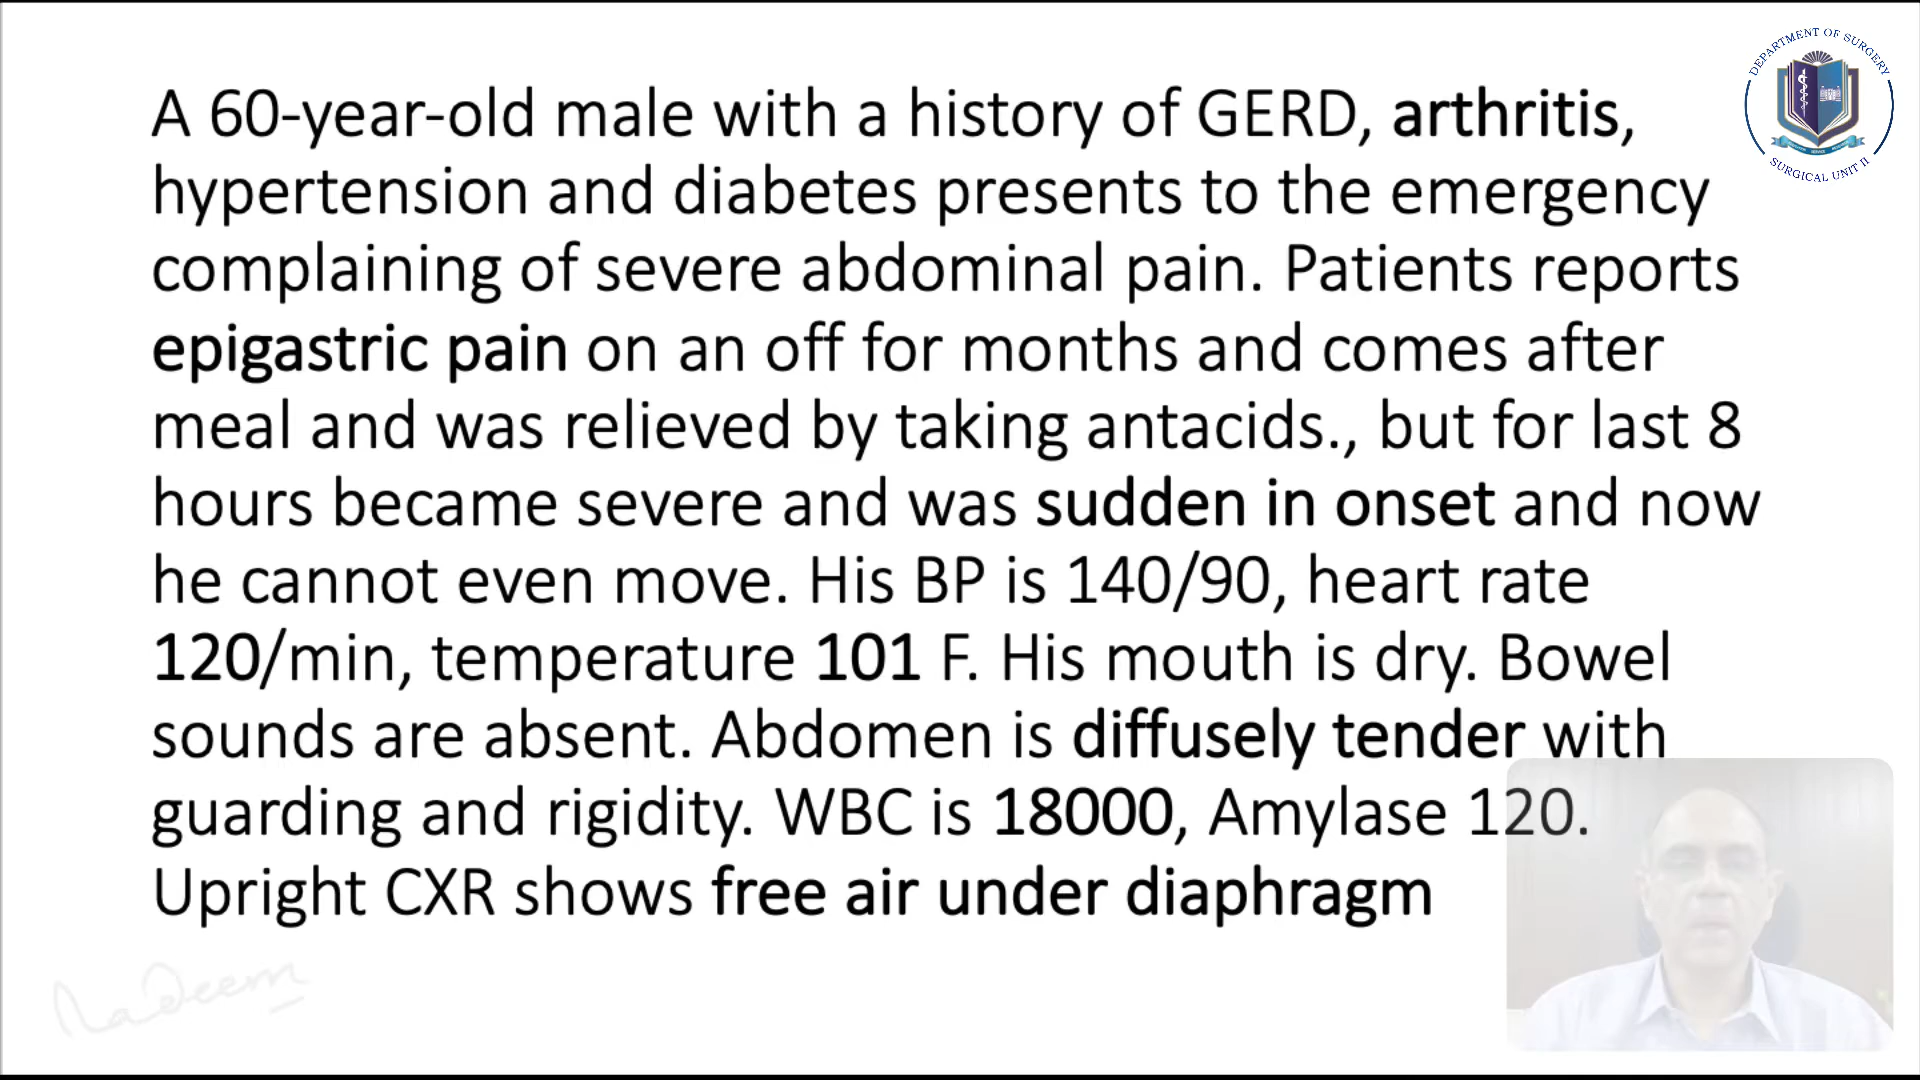 DEPARTMENT OF SURGERY
SURGICAL UNIT II
A 60-year-old male with a history of GERD, arthritis,
hypertension and diabetes presents to the emergency
complaining of severe abdominal pain. Patients reports
epigastric pain on an off for months and comes after
meal and was relieved by taking antacids., but for last 8
hours became severe and was sudden in onset and now
he cannot even move. His BP is 140/90, heart rate
120/min, temperature 101 F. His mouth is dry. Bowel
sounds are absent. Abdomen is diffusely tender with
guarding and rigidity. WBC is 18000, Amylase 120.
Upright CXR shows free air under diaphragm
Nadeem